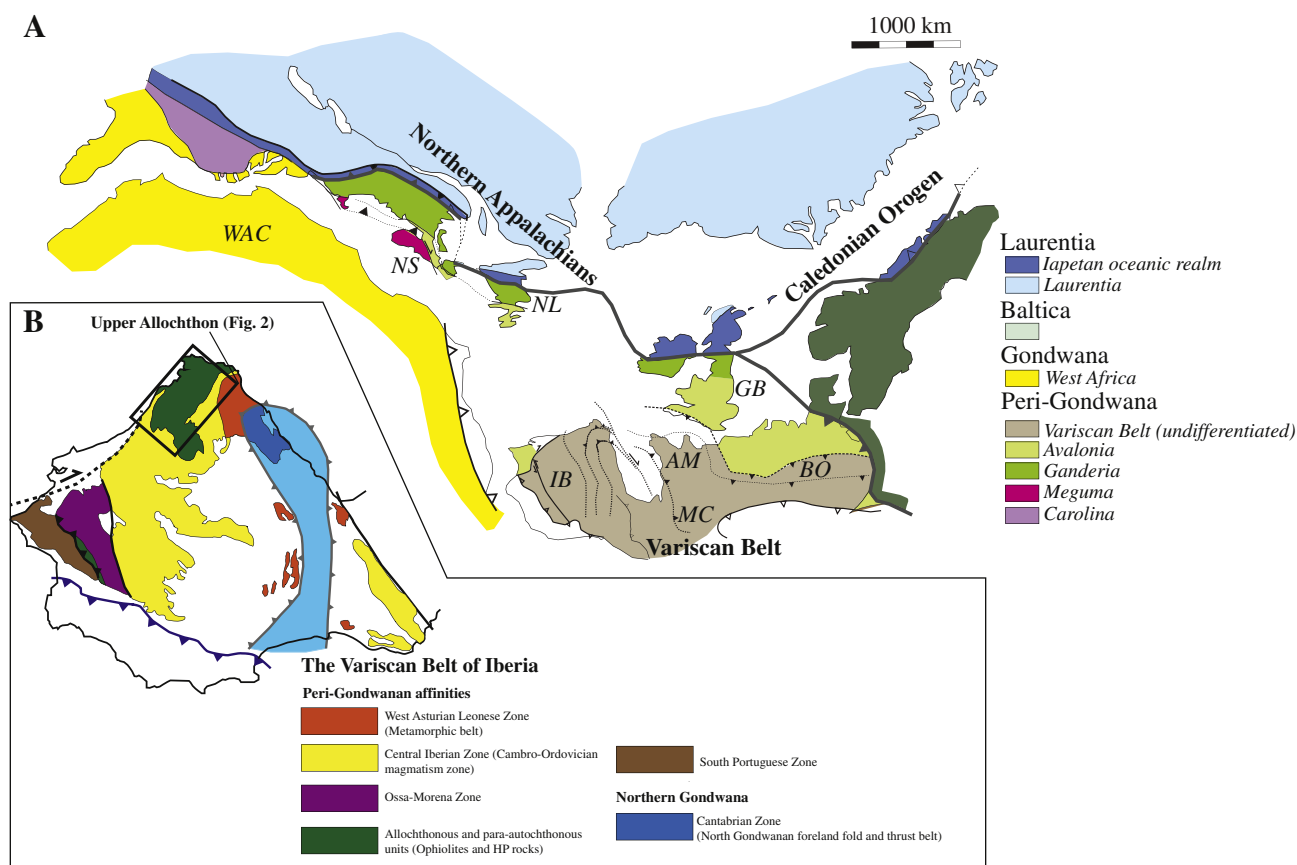 A
1000 km
Northern Appalachians
Caledonian Orogen
WAC
NS
NL
GB
AM
BO
IB
MC
Variscan Belt
Laurentia
Iapetan oceanic realm
Laurentia
Baltica
Gondwana
West Africa
Peri-Gondwana
Variscan Belt (undifferentiated)
Avalonia
Ganderia
Meguma
Carolina
B
Upper Allochthon (Fig. 2)
The Variscan Belt of Iberia
Peri-Gondwanan affinities
West Asturian Leonese Zone
(Metamorphic belt)
Central Iberian Zone (Cambro-Ordovician
magmatism zone)
Ossa-Morena Zone
Allochthonous and para-autochthonous
units (Ophiolites and HP rocks)
South Portuguese Zone
Northern Gondwana
Cantabrian Zone
(North Gondwanan foreland fold and thrust belt)